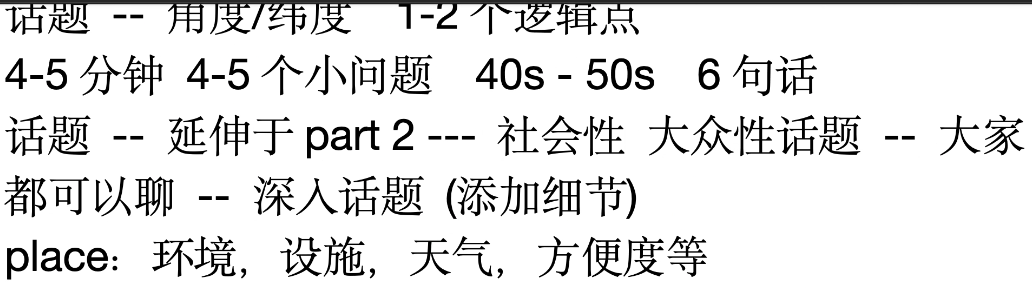 话题 -- 角度/纬度 1-2 个逻辑点
4-5 分钟 4-5 个小问题 40s - 50s 6 句话
话题 -- 延伸于 part 2 --- 社会性 大众性话题 -- 大家
都可以聊 -- 深入话题 (添加细节)
place： 环境，设施，天气，方便度等